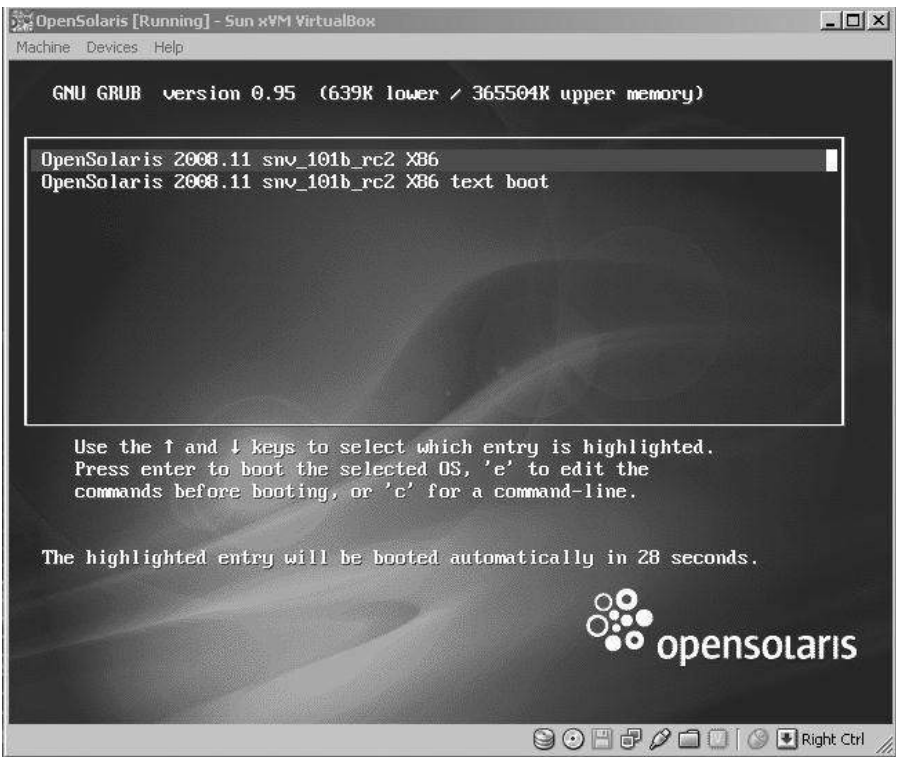 OpenSolaris [Running] - Sun xVM VirtualBox
Machine Devices Help
GNU GRUB version 0.95 (639K lower / 365504K upper memory)
OpenSolaris 2008.11 snv_101b_rc2 X86
OpenSolaris 2008.11 snv_101b_rc2 X86 text boot
Use the ↑ and ↓ keys to select which entry is highlighted.
Press enter to boot the selected OS, 'e' to edit the
commands before booting, or 'c' for a command-line.
The highlighted entry will be booted automatically in 28 seconds.
opensolaris
Right Ctrl